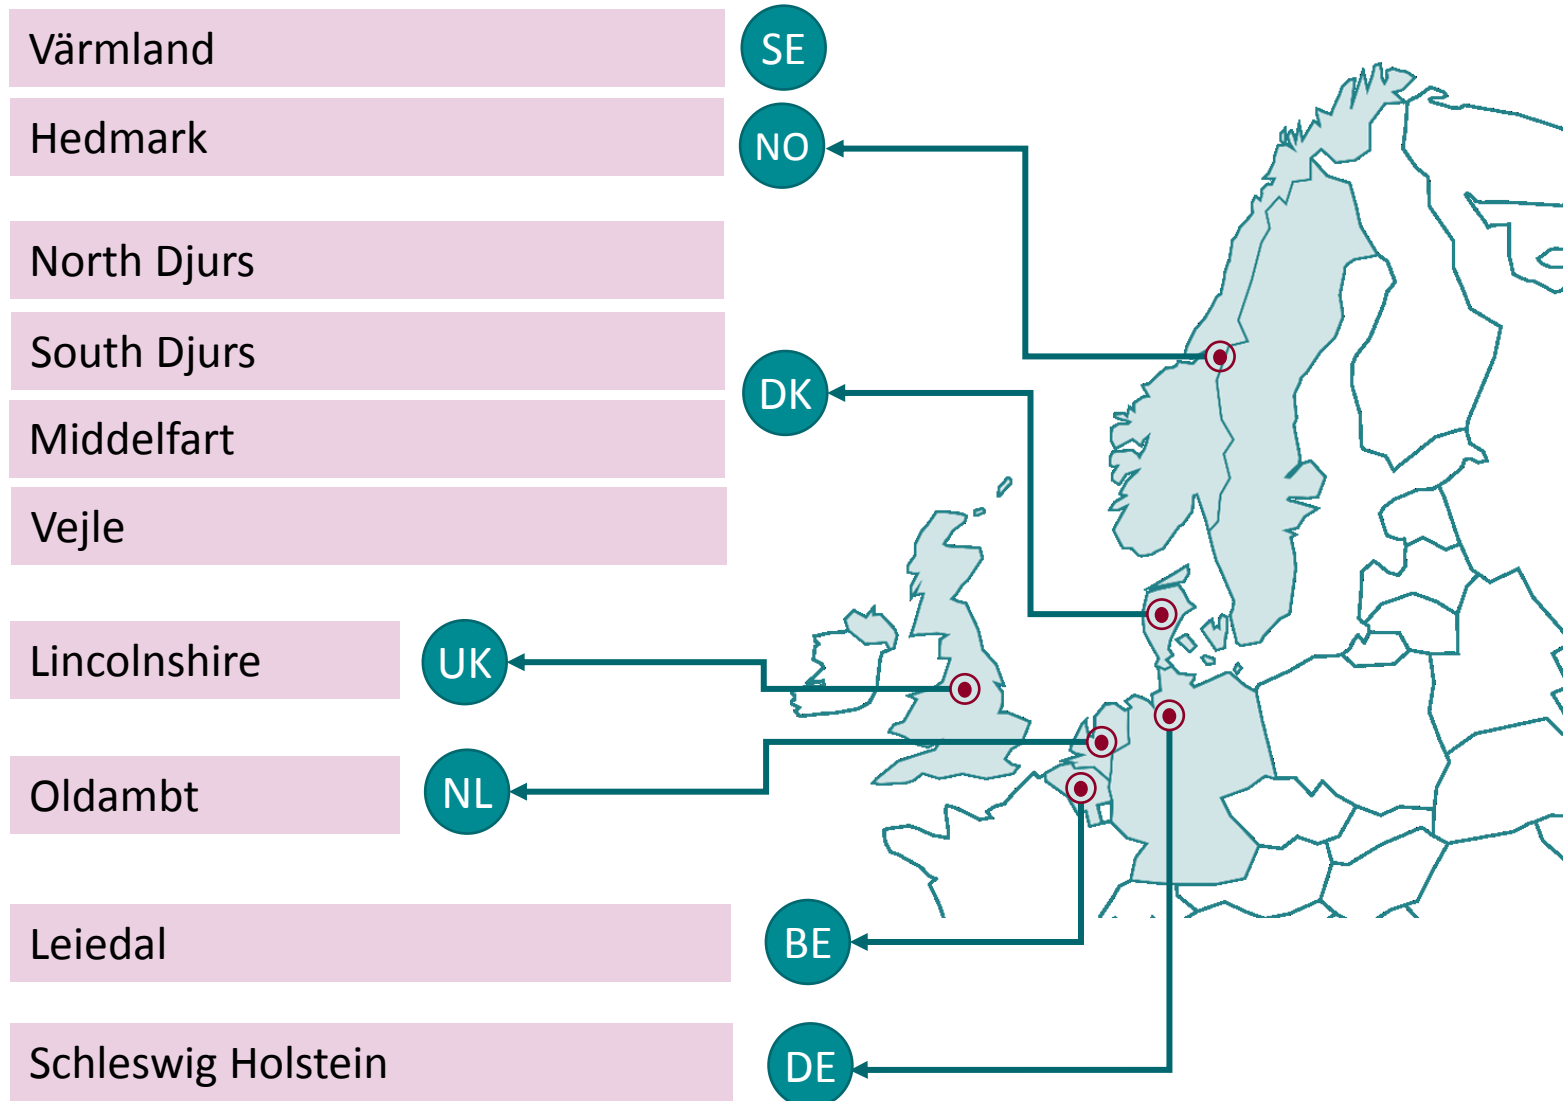 Värmland
SE
Hedmark
NO
North Djurs
South Djurs
DK
Middelfart
Vejle
Lincolnshire
UK
Oldambt
NL
Leiedal
BE
Schleswig Holstein
DE